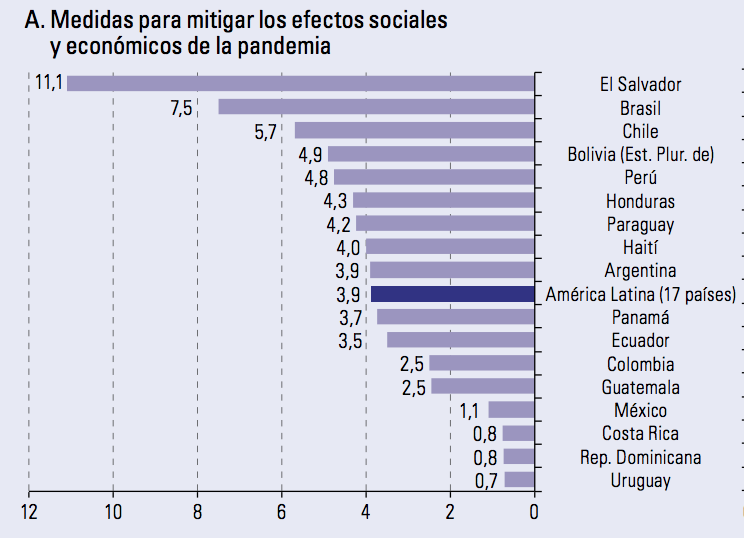 A. Medidas para mitigar los efectos sociales
y económicos de la pandemia
11,1 El Salvador
7,5 Brasil
5,7 Chile
4,9 Bolivia (Est. Plur. de)
4,8 Perú
4,3 Honduras
4,2 Paraguay
4,0 Haití
3,9 Argentina
3,9 América Latina (17 países)
3,7 Panamá
3,5 Ecuador
2,5 Colombia
2,5 Guatemala
1,1 México
0,8 Costa Rica
0,8 Rep. Dominicana
0,7 Uruguay
12 10 8 6 4 2 0